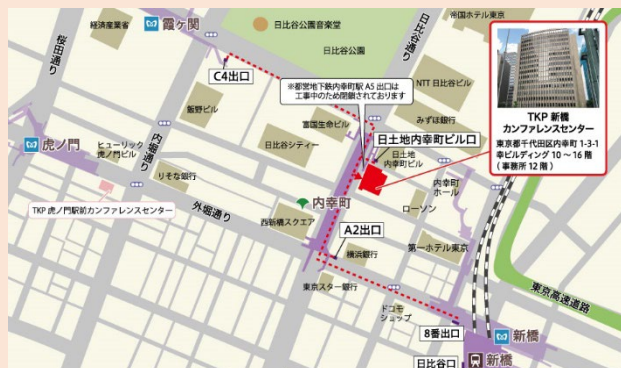 霞ヶ関
経済産業省
桜田通り
日比谷公園音楽堂
日比谷公園
日比谷通り
帝国ホテル東京
C4出口
※都営地下鉄内幸町駅 A5 出口は
工事中のため閉鎖されております
NTT 日比谷ビル
みずほ銀行
飯野ビル
富国生命ビル
日土地内幸町ビル口
虎ノ門
ヒューリック
虎ノ門ビル
内堀通り
日比谷シティー
日土地
内幸町ビル
りそな銀行
内幸町
ホール
TKP 虎ノ門駅前カンファレンスセンター
外堀通り
内幸町
西新橋スクエア
ローソン
A2出口
横浜銀行
第一ホテル東京
東京スター銀行
東京高速道路
ドコモ
ショップ
8番出口
新橋
日比谷口
新橋
TKP 新橋
カンファレンスセンター
東京都千代田区内幸町 1-3-1
幸ビルディング 10 ～ 16 階
( 事務所 12 階 )